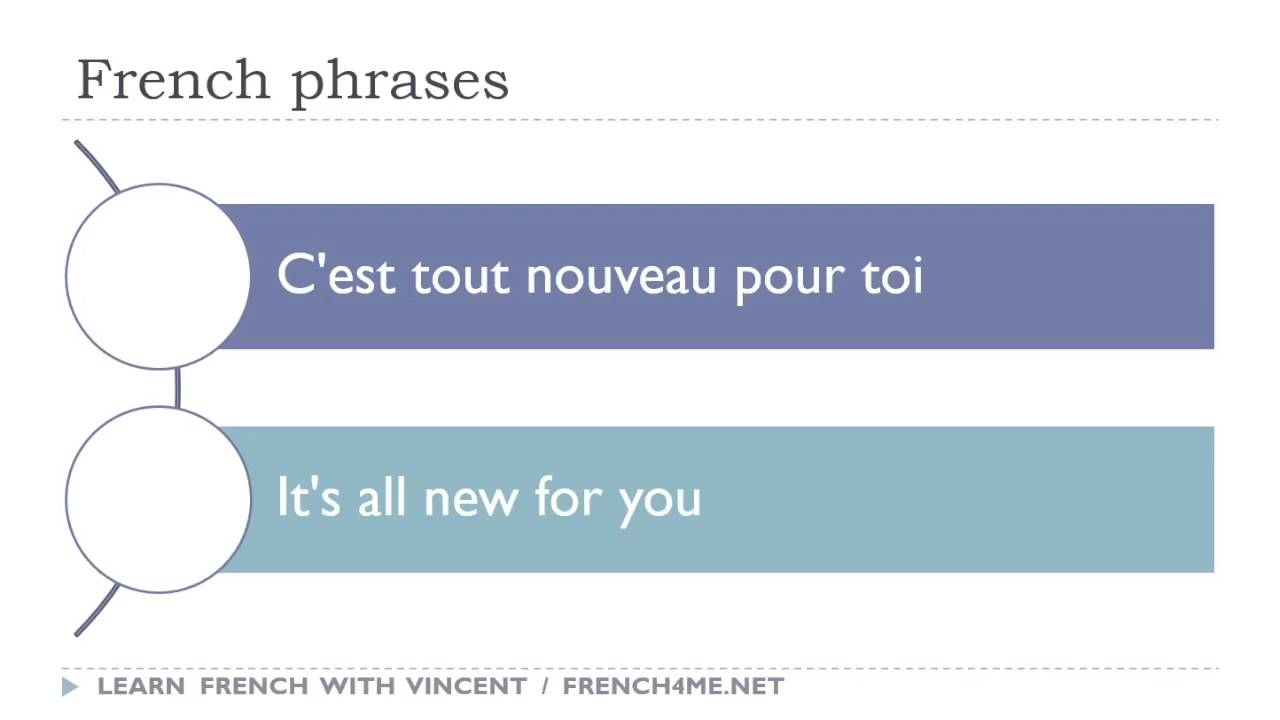 French phrases
C'est tout nouveau pour toi
It's all new for you
LEARN FRENCH WITH VINCENT / FRENCH4ME.NET